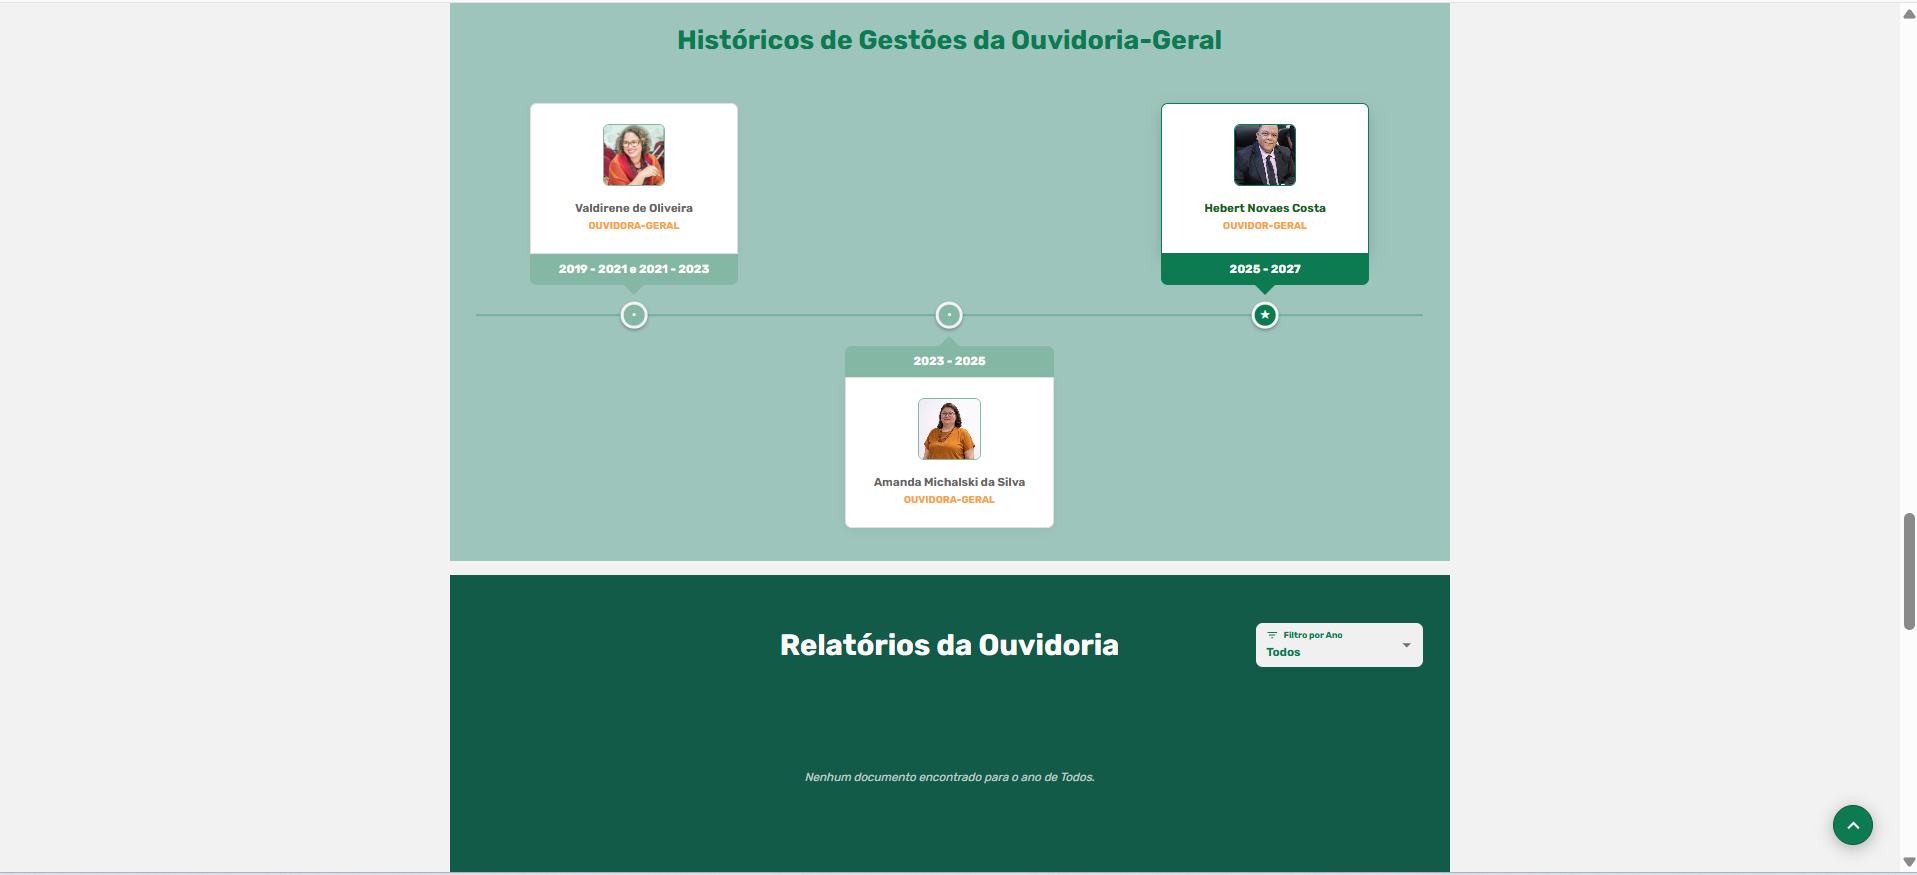 Históricos de Gestões da Ouvidoria-Geral
Valdirene de Oliveira
OUVIDORA-GERAL
2019 - 2021 e 2021 - 2023
Hebert Novaes Costa
OUVIDOR-GERAL
2025 - 2027
2023 - 2025
Amanda Michalski da Silva
OUVIDORA-GERAL
Relatórios da Ouvidoria
Filtro por Ano
Todos
Nenhum documento encontrado para o ano de Todos.